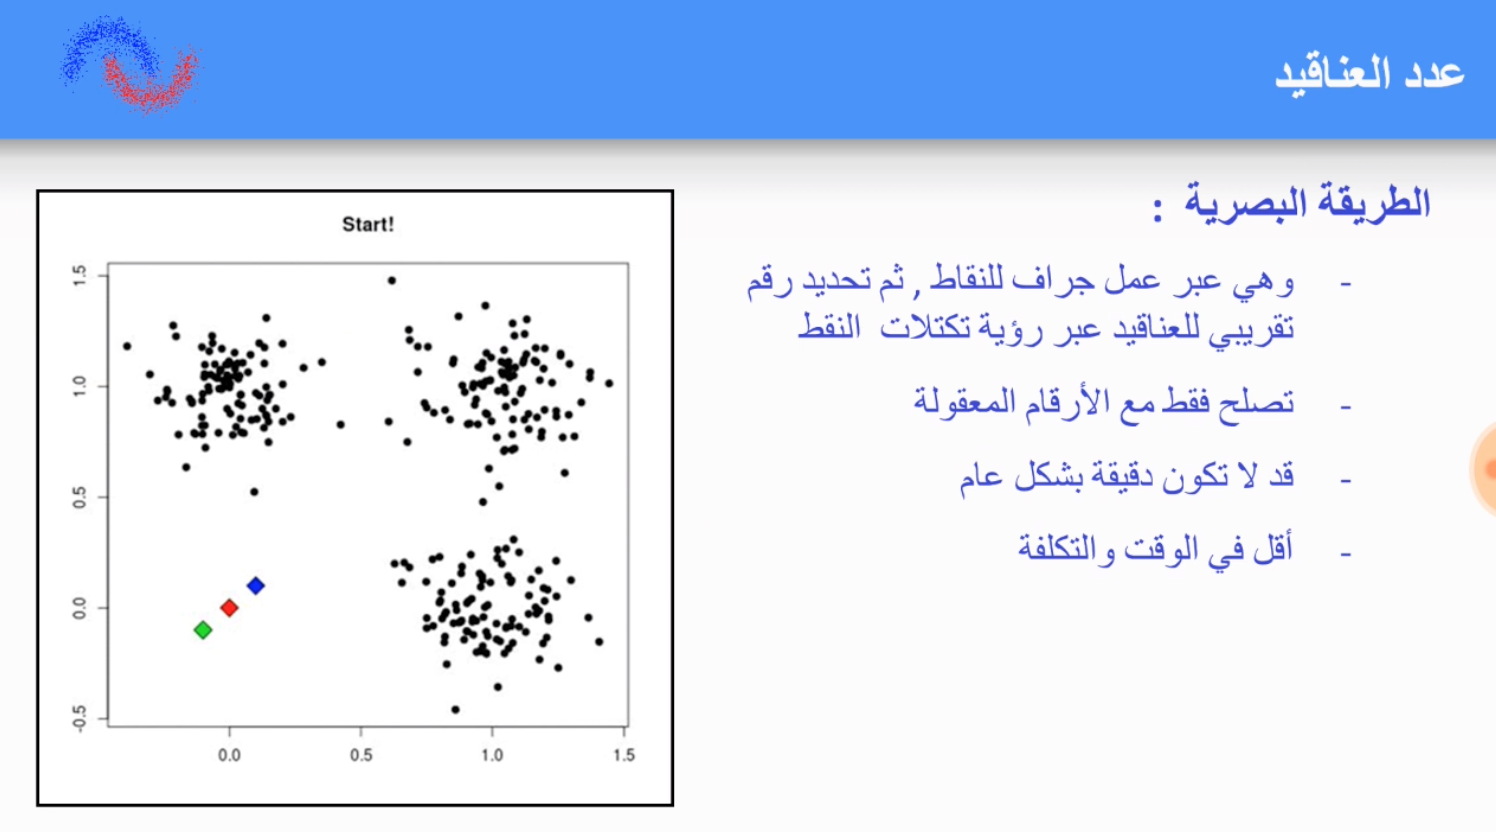 عدد العناقيد
الطريقة البصرية :
- وهي عبر عمل جراف للنقاط , ثم تحديد رقم
تقريبي للعناقيد عبر رؤية تكتلات النقط
- تصلح فقط مع الأرقام المعقولة
- قد لا تكون دقيقة بشكل عام
- أقل في الوقت والتكلفة
Start!
1.5
1.0
0.5
0.0
-0.5
0.0 0.5 1.0 1.5